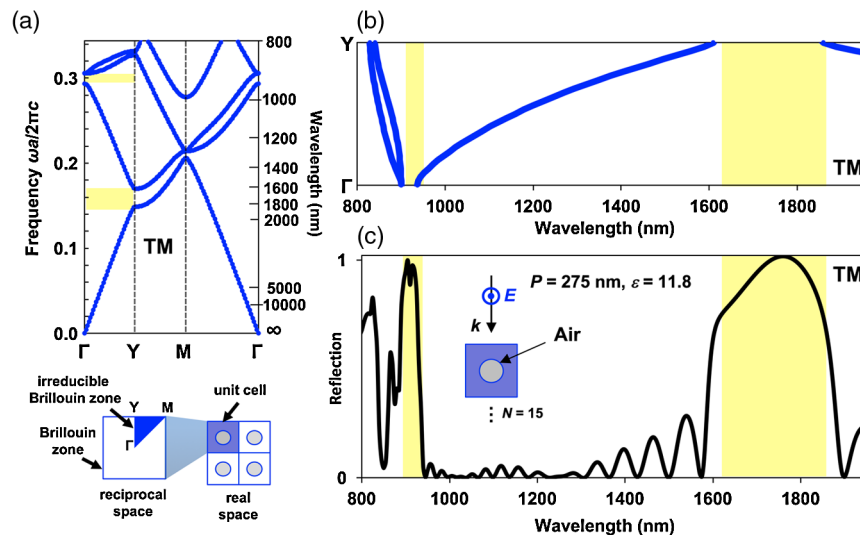 (a)
Frequency ωa/2πc
0.3
0.2
0.1
0.0
800
1000
1200
1400
1600
1800
2000
5000
10000
∞
Wavelength (nm)
TM
Γ Y M Γ
irreducible
Brillouin zone
Y M
Γ
Brillouin
zone
reciprocal
space
unit cell
real
space
(b)
Y
Γ
TM
800 1000 1200 1400 1600 1800
Wavelength (nm)
(c)
1
0
Reflection
TM
P = 275 nm, ε = 11.8
E
k
Air
N = 15
800 1000 1200 1400 1600 1800
Wavelength (nm)